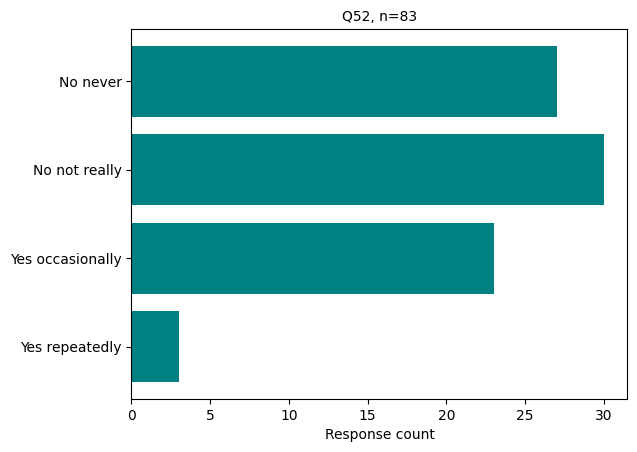 Q52, n=83
No never
No not really
Yes occasionally
Yes repeatedly
0 5 10 15 20 25 30
Response count